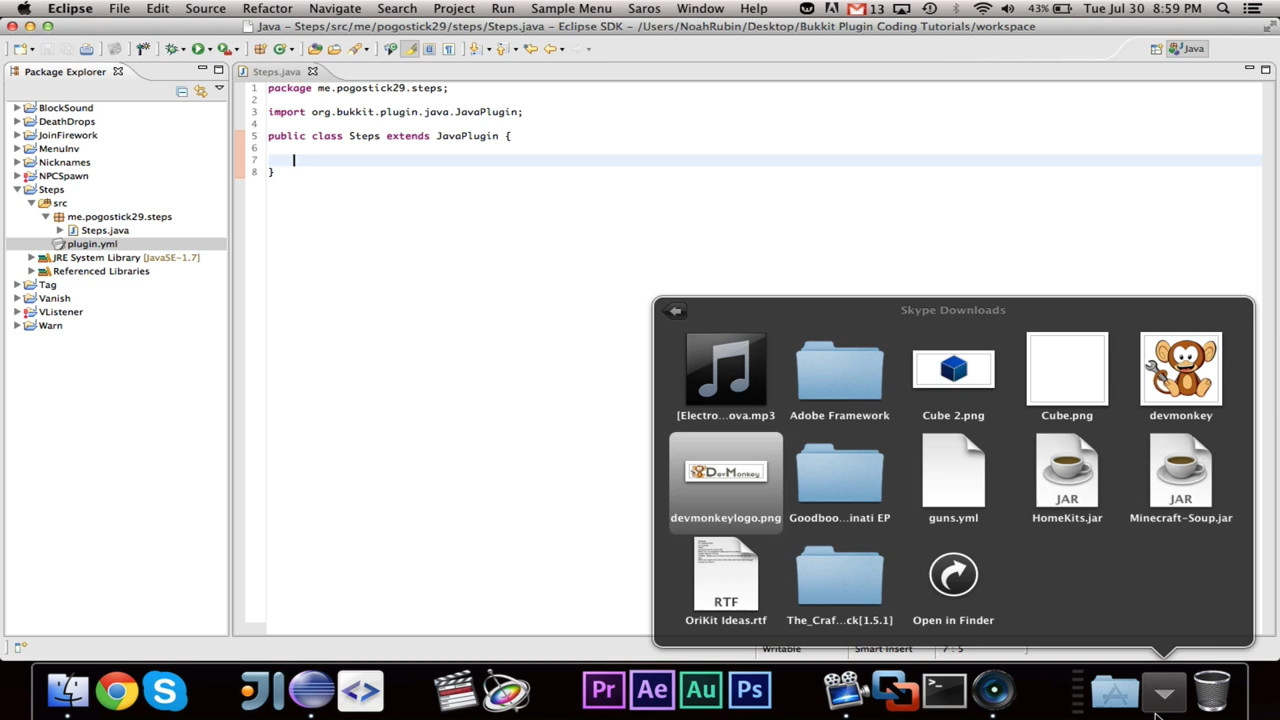 Eclipse File Edit Source Refactor Navigate Search Project Run Sample Menu Saros Window Help 13 43% Tue Jul 30 8:59 PM
Java – Steps/src/me/pogostick29/steps/Steps.java – Eclipse SDK – /Users/NoahRubin/Desktop/Bukkit Plugin Coding Tutorials/workspace
Java
Package Explorer
BlockSound
DeathDrops
JoinFirework
MenuInv
Nicknames
NPCSpawn
Steps
src
me.pogostick29.steps
Steps.java
plugin.yml
JRE System Library [JavaSE-1.7]
Referenced Libraries
Tag
Vanish
VListener
Warn
Steps.java
1 package me.pogostick29.steps;
2
3 import org.bukkit.plugin.java.JavaPlugin;
4
5 public class Steps extends JavaPlugin {
6
7
8 }
Skype Downloads
[Electro...ova.mp3 Adobe Framework Cube 2.png Cube.png devmonkey
DevMonkey
JAR JAR
devmonkeylogo.png Goodboo...inati EP guns.yml HomeKits.jar Minecraft-Soup.jar
RTF
OriKit Ideas.rtf The_Craf...ck[1.5.1] Open in Finder
Writable Smart Insert 7 : 5
Pr Ae Au Ps